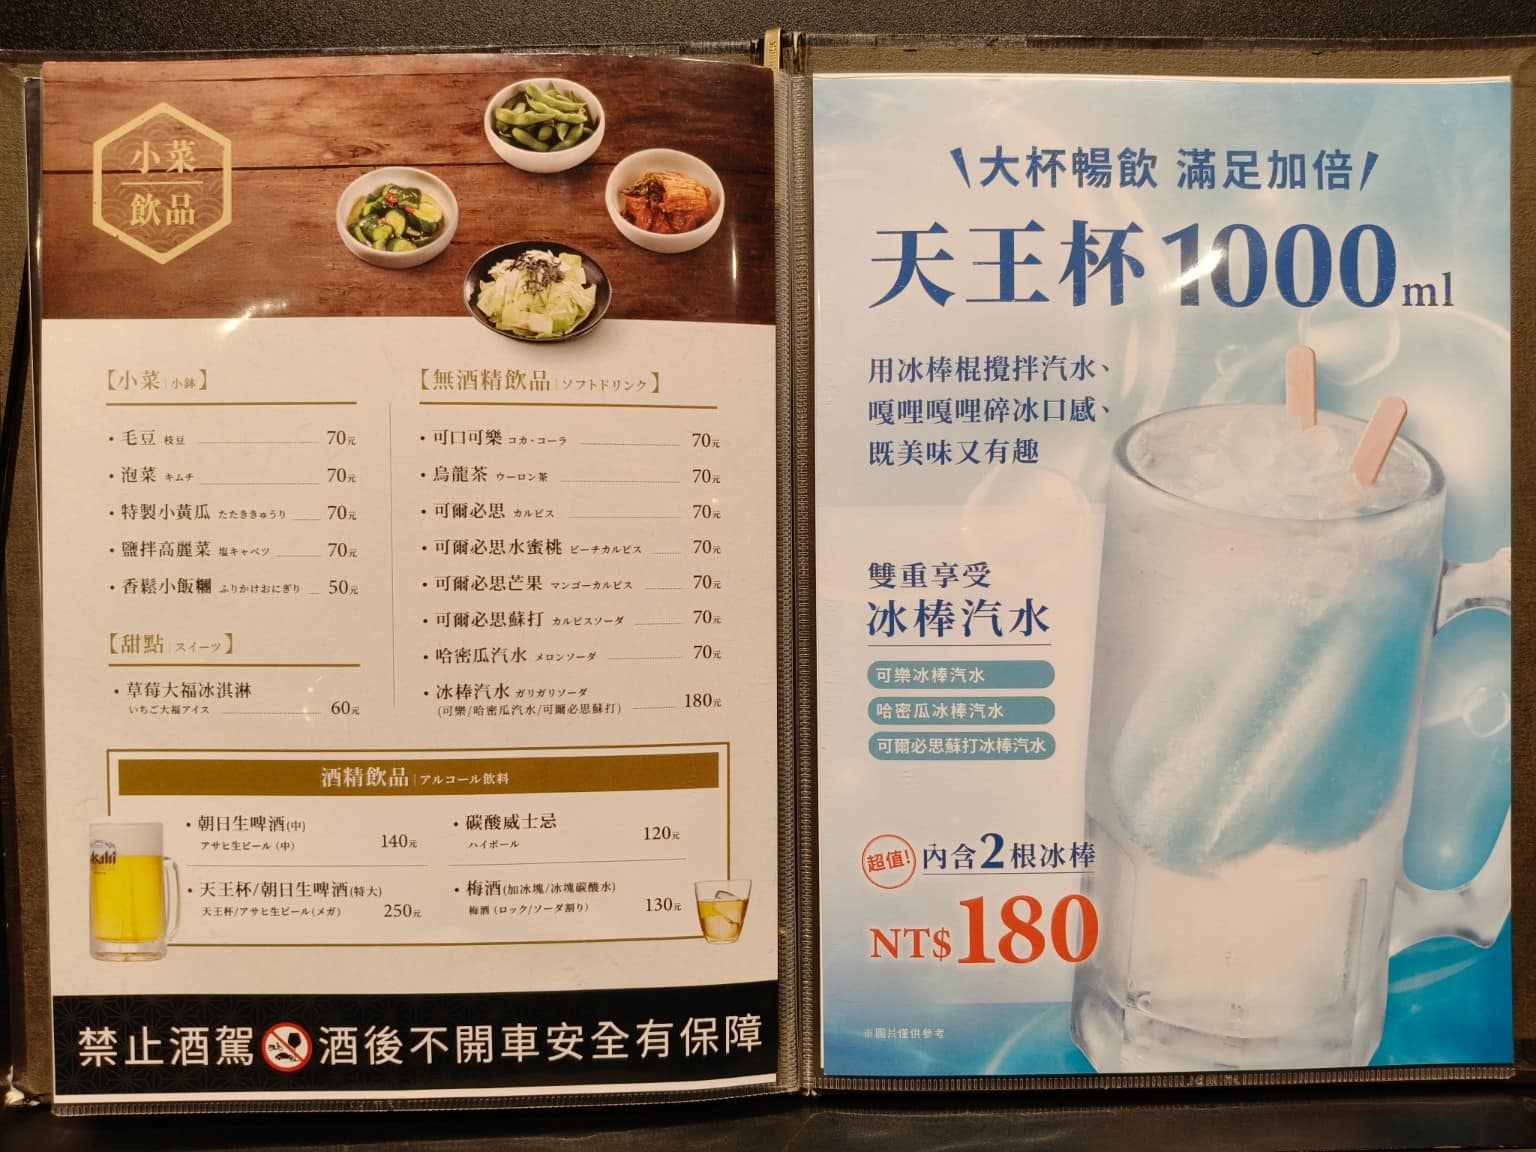 小菜
飲品
【小菜|小鉢】
・毛豆 枝豆 70元
・泡菜 キムチ 70元
・特製小黃瓜 たたききゅうり 70元
・鹽拌高麗菜 塩キャベツ 70元
・香鬆小飯糰 ふりかけおにぎり 50元
【甜點|スイーツ】
・草莓大福冰淇淋
いちご大福アイス 60元
【無酒精飲品|ソフトドリンク】
・可口可樂 コカ・コーラ 70元
・烏龍茶 ウーロン茶 70元
・可爾必思 カルピス 70元
・可爾必思水蜜桃 ピーチカルピス 70元
・可爾必思芒果 マンゴーカルピス 70元
・可爾必思蘇打 カルピスソーダ 70元
・哈密瓜汽水 メロンソーダ 70元
・冰棒汽水 ガリガリソーダ 180元
(可樂/哈密瓜汽水/可爾必思蘇打)
酒精飲品|アルコール飲料
・朝日生啤酒(中) 140元
アサヒ生ビール（中）
・天王杯/朝日生啤酒(特大) 250元
天王杯/アサヒ生ビール(メガ)
・碳酸威士忌 120元
ハイボール
・梅酒(加冰塊/冰塊碳酸水) 130元
梅酒（ロック/ソーダ割り）
禁止酒駕 酒後不開車安全有保障
\大杯暢飲 滿足加倍/
天王杯1000ml
用冰棒棍攪拌汽水、
嘎哩嘎哩碎冰口感、
既美味又有趣
雙重享受
冰棒汽水
可樂冰棒汽水
哈密瓜冰棒汽水
可爾必思蘇打冰棒汽水
超值! 內含2根冰棒
NT$180
※圖片僅供參考